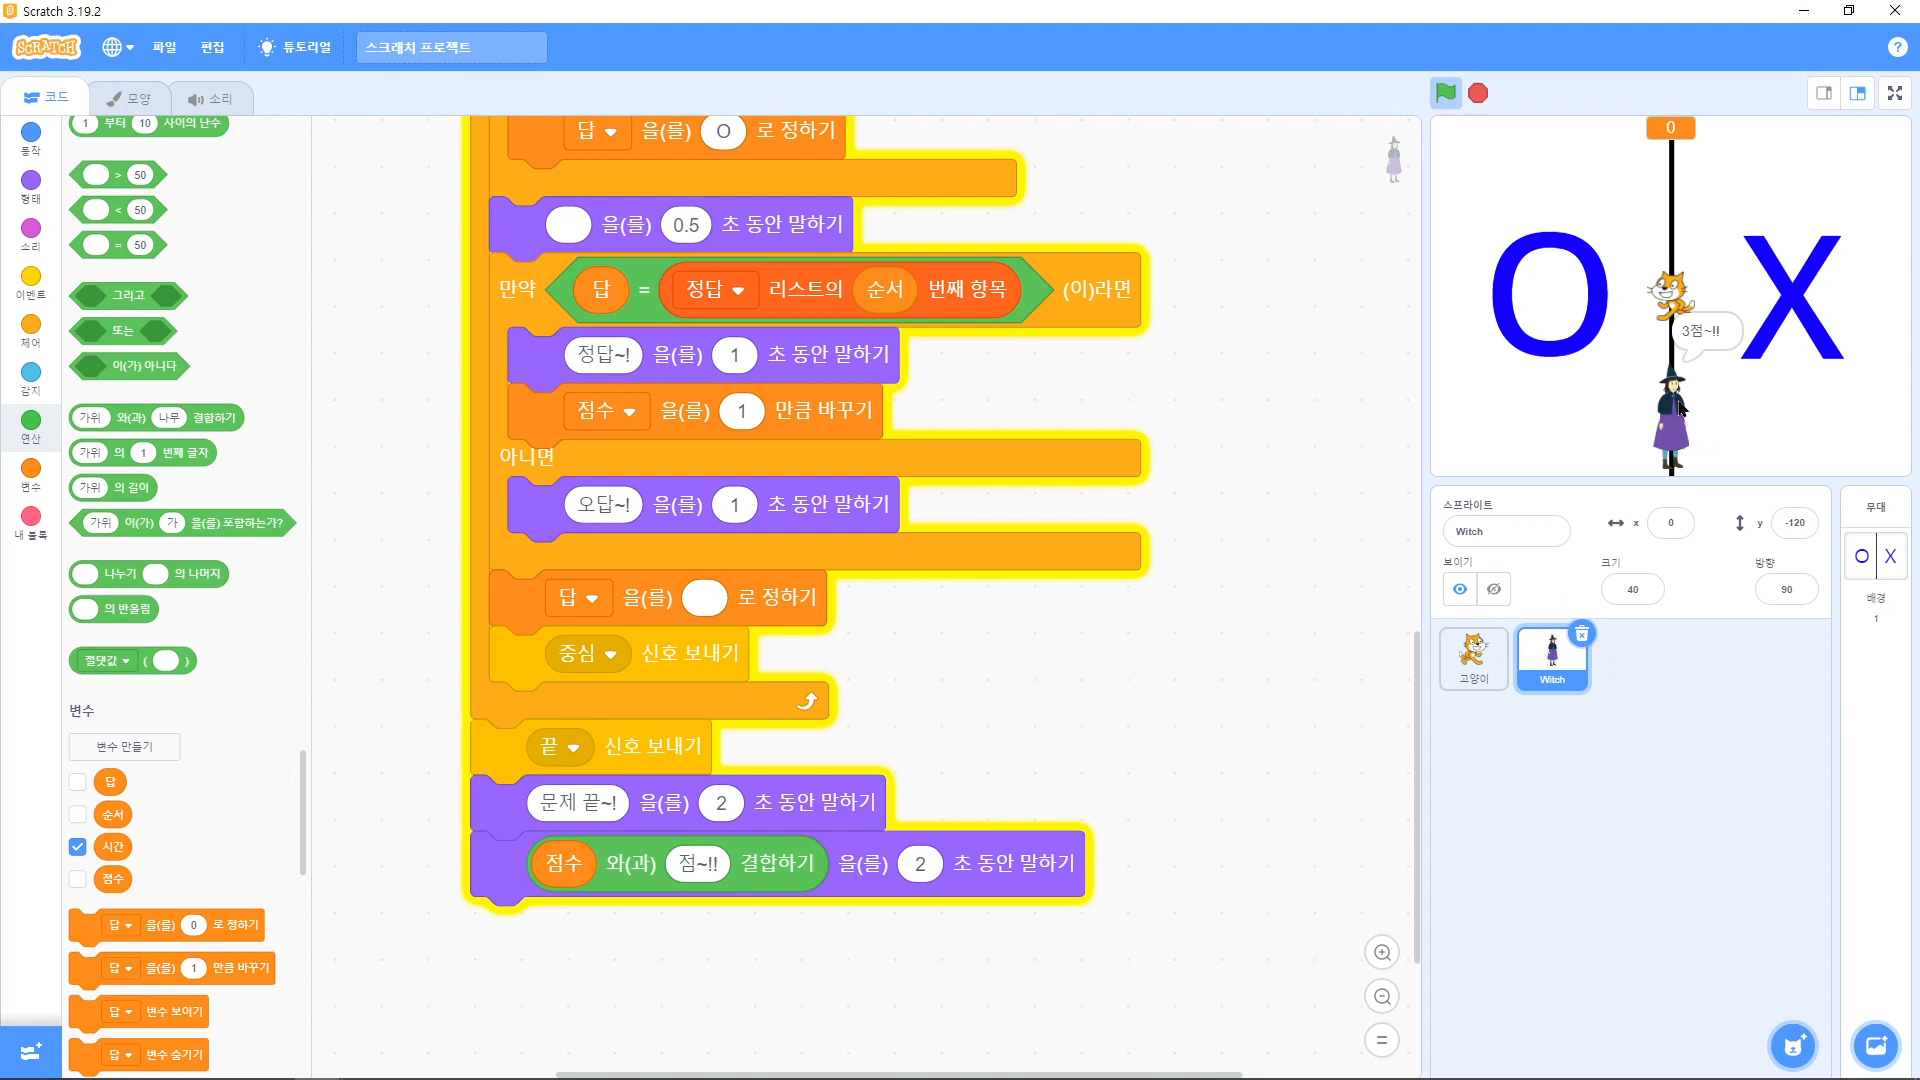 Scratch 3.19.2
SCRATCH 파일 편집 튜토리얼 스크래치 프로젝트 ?
코드 모양 소리
동작
형태
소리
이벤트
제어
감지
연산
변수
내 블록
1 부터 10 사이의 난수
> 50
< 50
= 50
그리고
또는
이(가) 아니다
가위 와(과) 나무 결합하기
가위 의 1 번째 글자
가위 의 길이
가위 이(가) 가 을(를) 포함하는가?
나누기 의 나머지
의 반올림
절댓값 ( )
변수
변수 만들기
답
순서
시간
점수
답 을(를) 0 로 정하기
답 을(를) 1 만큼 바꾸기
답 변수 보이기
답 변수 숨기기
답 을(를) O 로 정하기
을(를) 0.5 초 동안 말하기
만약 답 = 정답 리스트의 순서 번째 항목 (이)라면
정답~! 을(를) 1 초 동안 말하기
점수 을(를) 1 만큼 바꾸기
아니면
오답~! 을(를) 1 초 동안 말하기
답 을(를) 로 정하기
중심 신호 보내기
끝 신호 보내기
문제 끝~! 을(를) 2 초 동안 말하기
점수 와(과) 점~!! 결합하기 을(를) 2 초 동안 말하기
=
0
O X
3점~!!
스프라이트
Witch
x 0 y -120
보이기 크기 방향
40 90
고양이
Witch
무대
O X
배경
1